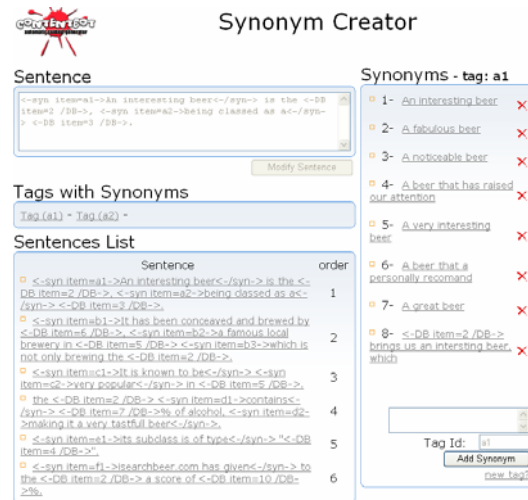 CONTENTBOT
Synonym Creator
Sentence
<-syn item=a1->An interesting beer<-/syn-> is the <-DB
item=2 /DB->, <-syn item=a2->being classed as a<-/syn-
> <-DB item=3 /DB->.
Modify Sentence
Tags with Synonyms
Tag (a1) - Tag (a2) -
Sentences List
Sentence order
<-syn item=a1->An interesting beer<-/syn-> is the <-
DB item=2 /DB->, <-syn item=a2->being classed as a<-
/syn-> <-DB item=3 /DB->.
1
<-syn item=b1->It has been conceaved and brewed by
<-DB item=6 /DB->, <-syn item=b2->a famous local
brewery in <-DB item=5 /DB-> <-syn item=b3->which is
not only brewing the <-DB item=2 /DB->.
2
<-syn item=c1->It is known to be<-/syn-> <-syn
item=c2->very popular<-/syn-> in <-DB item=5 /DB->.
3
the <-DB item=2 /DB-> <-syn item=d1->contains<-
/syn-> <-DB item=7 /DB->% of alcohol, <-syn item=d2-
>making it a very tastfull beer<-/syn->.
4
<-syn item=e1->its subclass is of type<-/syn-> "<-DB
item=4 /DB->".
5
<-syn item=f1->isearchbeer.com has given<-/syn-> to
the <-DB item=2 /DB-> a score of <-DB item=10 /DB-
>%.
6
Synonyms - tag: a1
1- An interesting beer
2- A fabulous beer
3- A noticeable beer
4- A beer that has raised
our attention
5- A very interesting
beer
6- A beer that a
personally recomand
7- A great beer
8- <-DB item=2 /DB->
brings us an intersting beer,
which
Tag Id: a1
Add Synonym
new tag?